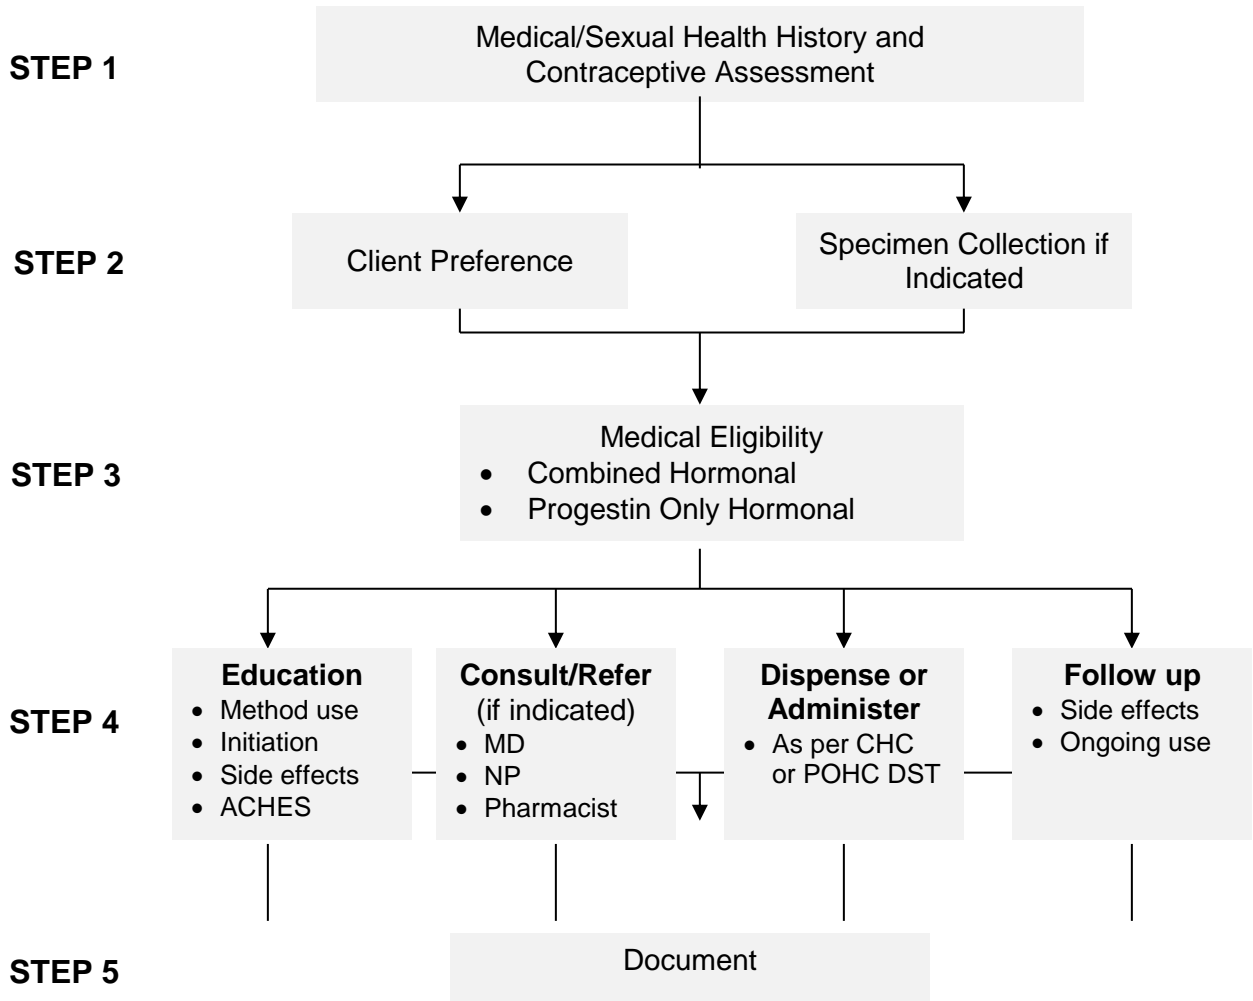 STEP 1
Medical/Sexual Health History and
Contraceptive Assessment
STEP 2
Client Preference
Specimen Collection if
Indicated
STEP 3
Medical Eligibility
• Combined Hormonal
• Progestin Only Hormonal
STEP 4
Education
• Method use
• Initiation
• Side effects
• ACHES
Consult/Refer
(if indicated)
• MD
• NP
• Pharmacist
Dispense or
Administer
• As per CHC
or POHC DST
Follow up
• Side effects
• Ongoing use
STEP 5
Document